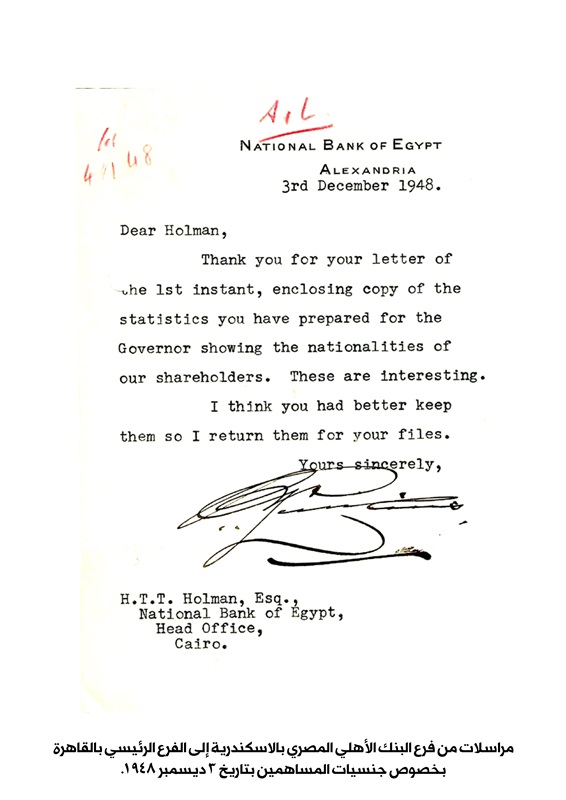 A.L
4/ 48
NATIONAL BANK OF EGYPT
ALEXANDRIA
3rd December 1948.
Dear Holman,
Thank you for your letter of
the 1st instant, enclosing copy of the
statistics you have prepared for the
Governor showing the nationalities of
our shareholders. These are interesting.
I think you had better keep
them so I return them for your files.
Yours sincerely,
H.T.T. Holman, Esq.,
National Bank of Egypt,
Head Office,
Cairo.
مراسلات من فرع البنك الأهلي المصري بالاسكندرية إلى الفرع الرئيسي بالقاهرة
بخصوص جنسيات المساهمين بتاريخ ٣ ديسمبر ١٩٤٨.